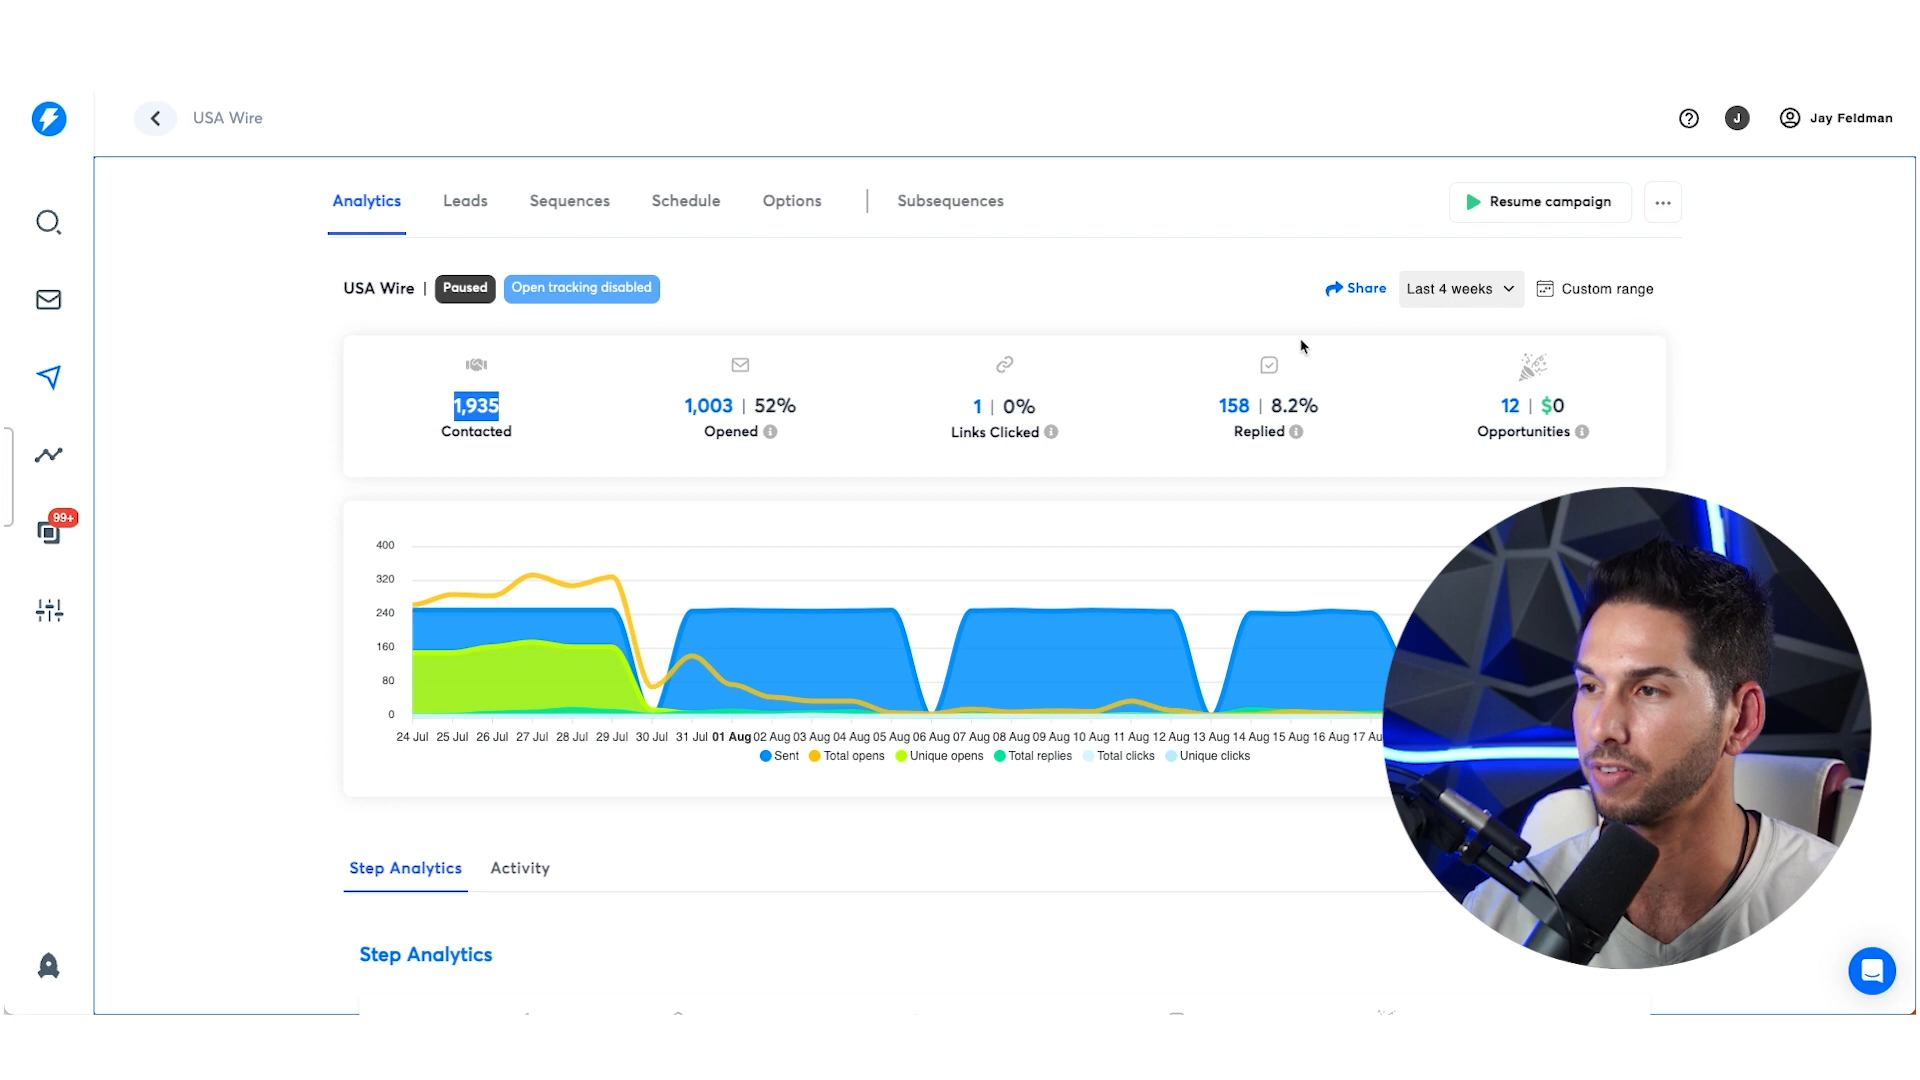 USA Wire
J
Jay Feldman
Analytics
Leads
Sequences
Schedule
Options
Subsequences
Resume campaign
USA Wire |
Paused
Open tracking disabled
Share
Last 4 weeks
Custom range
1,935
Contacted
1,003 | 52%
Opened
1 | 0%
Links Clicked
158 | 8.2%
Replied
12 | $0
Opportunities
99+
400
320
240
160
80
0
24 Jul 25 Jul 26 Jul 27 Jul 28 Jul 29 Jul 30 Jul 31 Jul 01 Aug 02 Aug 03 Aug 04 Aug 05 Aug 06 Aug 07 Aug 08 Aug 09 Aug 10 Aug 11 Aug 12 Aug 13 Aug 14 Aug 15 Aug 16 Aug 17 Au
Sent Total opens Unique opens Total replies Total clicks Unique clicks
Step Analytics
Activity
Step Analytics